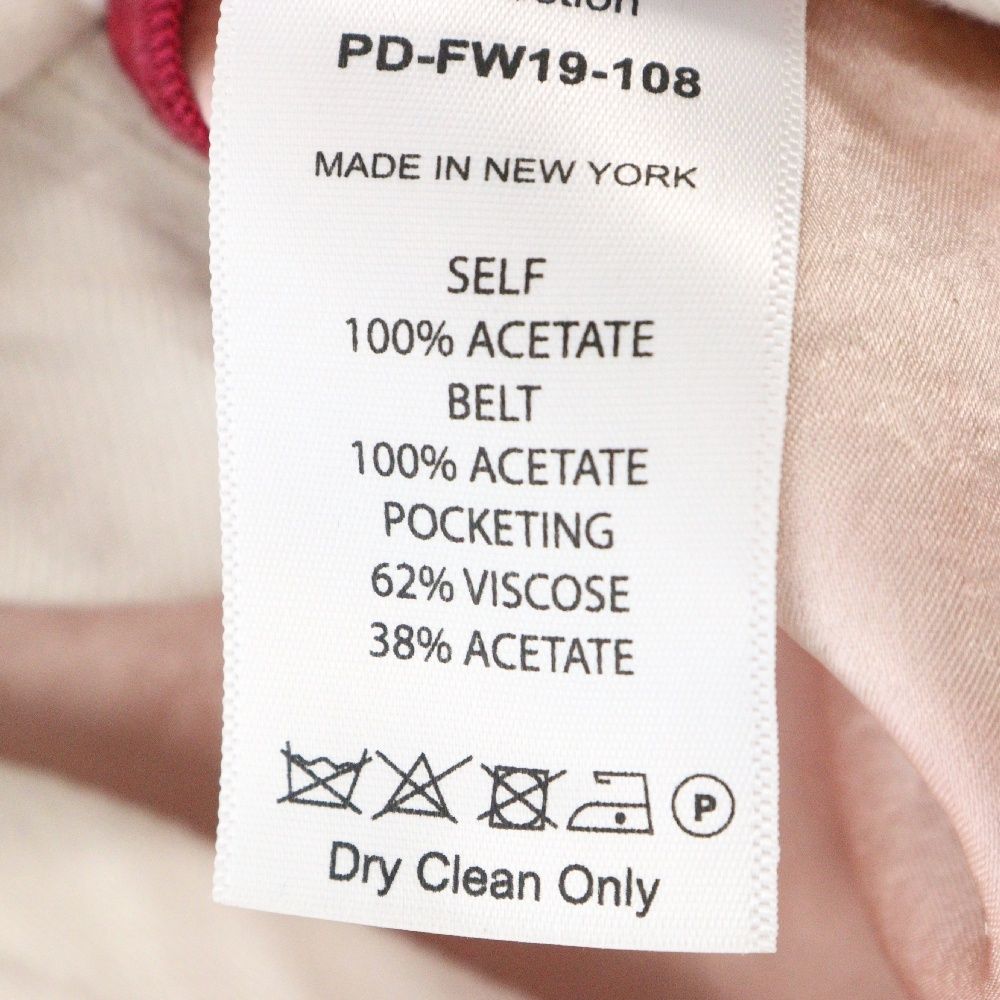 PD-FW19-108
MADE IN NEW YORK
SELF
100% ACETATE
BELT
100% ACETATE
POCKETING
62% VISCOSE
38% ACETATE
P
Dry Clean Only